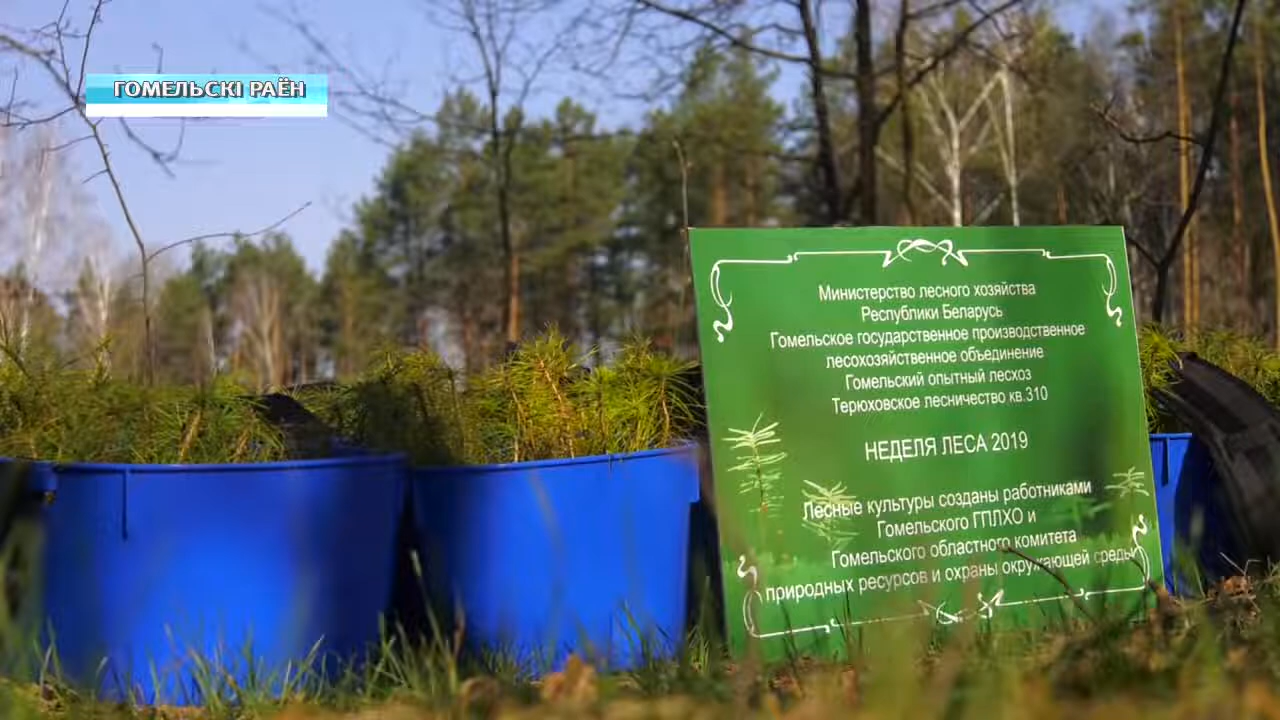 ГОМЕЛЬСКІ РАЁН
Министерство лесного хозяйства
Республики Беларусь
Гомельское государственное производственное
лесохозяйственное объединение
Гомельский опытный лесхоз
Терюховское лесничество кв.310
НЕДЕЛЯ ЛЕСА 2019
Лесные культуры созданы работниками
Гомельского ГПЛХО и
Гомельского областного комитета
природных ресурсов и охраны окружающей среды